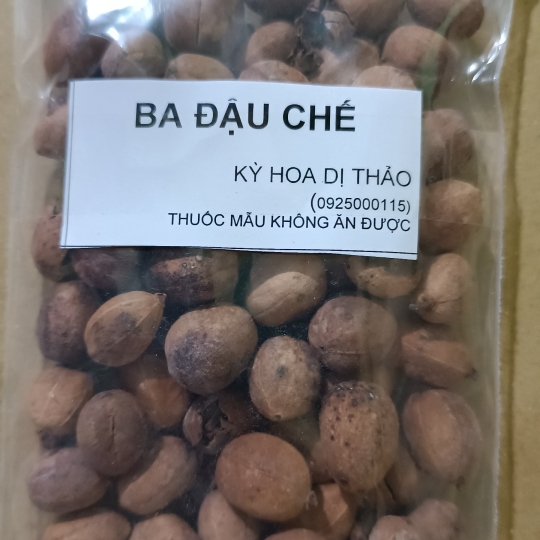 BA ĐẬU CHẾ
KỲ HOA DỊ THẢO
(0925000115)
THUỐC MẪU KHÔNG ĂN ĐƯỢC